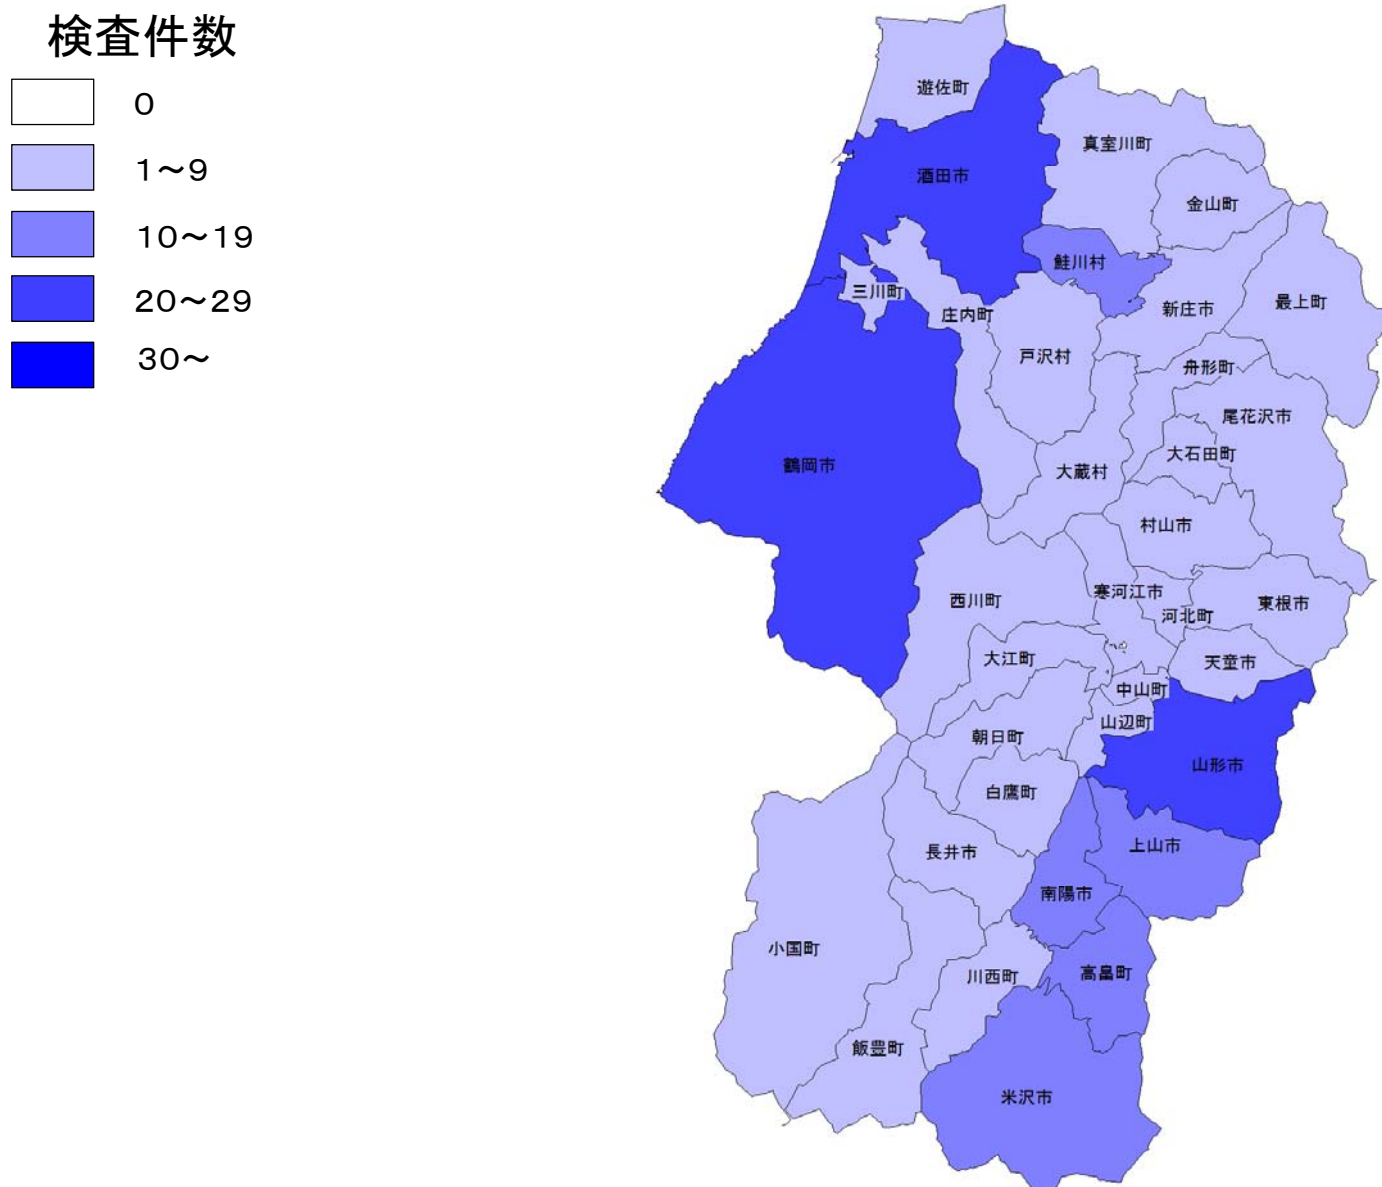 検査件数
0
1～9
10～19
20～29
30～
遊佐町
真室川町
酒田市
金山町
鮭川村
三川町
最上町
新庄市
庄内町
戸沢村
舟形町
尾花沢市
大石田町
鶴岡市
大蔵村
村山市
寒河江市
西川町
東根市
河北町
大江町
天童市
中山町
山辺町
朝日町
山形市
白鷹町
上山市
長井市
南陽市
小国町
高畠町
川西町
飯豊町
米沢市